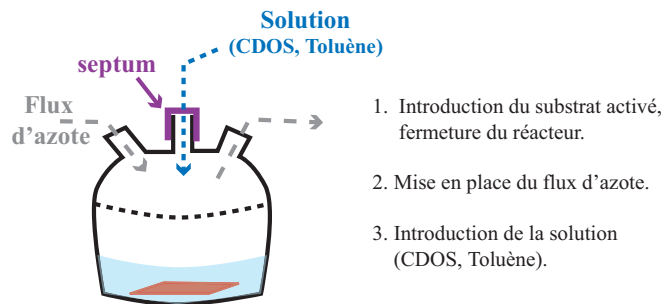 Solution
(CDOS, Toluène)
septum
Flux
d'azote
1. Introduction du substrat activé,
fermeture du réacteur.
2. Mise en place du flux d'azote.
3. Introduction de la solution
(CDOS, Toluène).